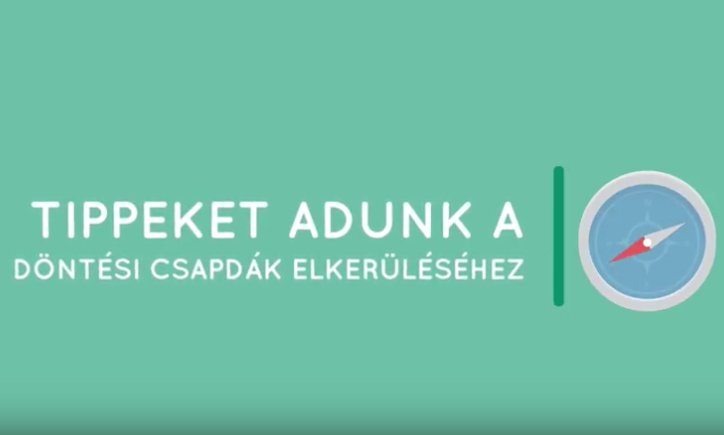 TIPPEKET ADUNK A
DÖNTÉSI CSAPDÁK ELKERÜLÉSÉHEZ